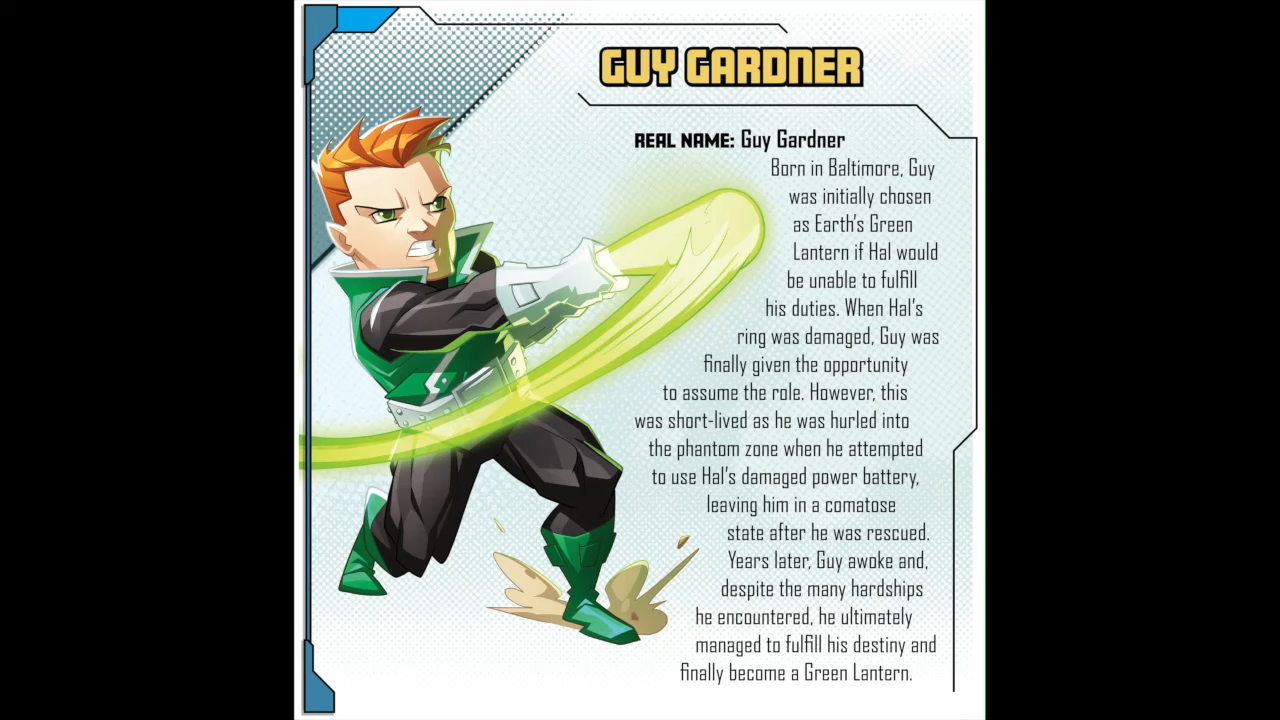 GUY GARDNER
REAL NAME: Guy Gardner
Born in Baltimore, Guy
was initially chosen
as Earth's Green
Lantern if Hal would
be unable to fulfill
his duties. When Hal's
ring was damaged, Guy was
finally given the opportunity
to assume the role. However, this
was short-lived as he was hurled into
the phantom zone when he attempted
to use Hal's damaged power battery,
leaving him in a comatose
state after he was rescued.
Years later, Guy awoke and,
despite the many hardships
he encountered, he ultimately
managed to fulfill his destiny and
finally become a Green Lantern.